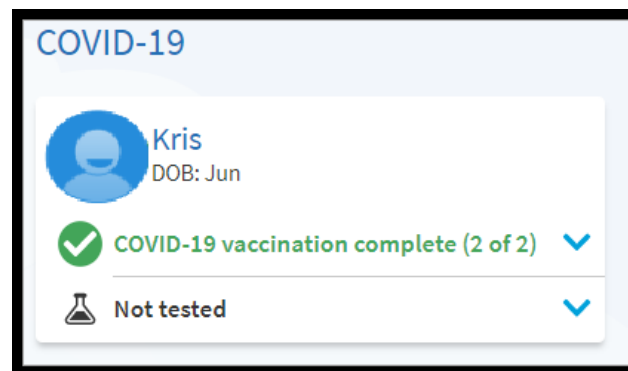 COVID-19
Kris
DOB: Jun
COVID-19 vaccination complete (2 of 2)
Not tested